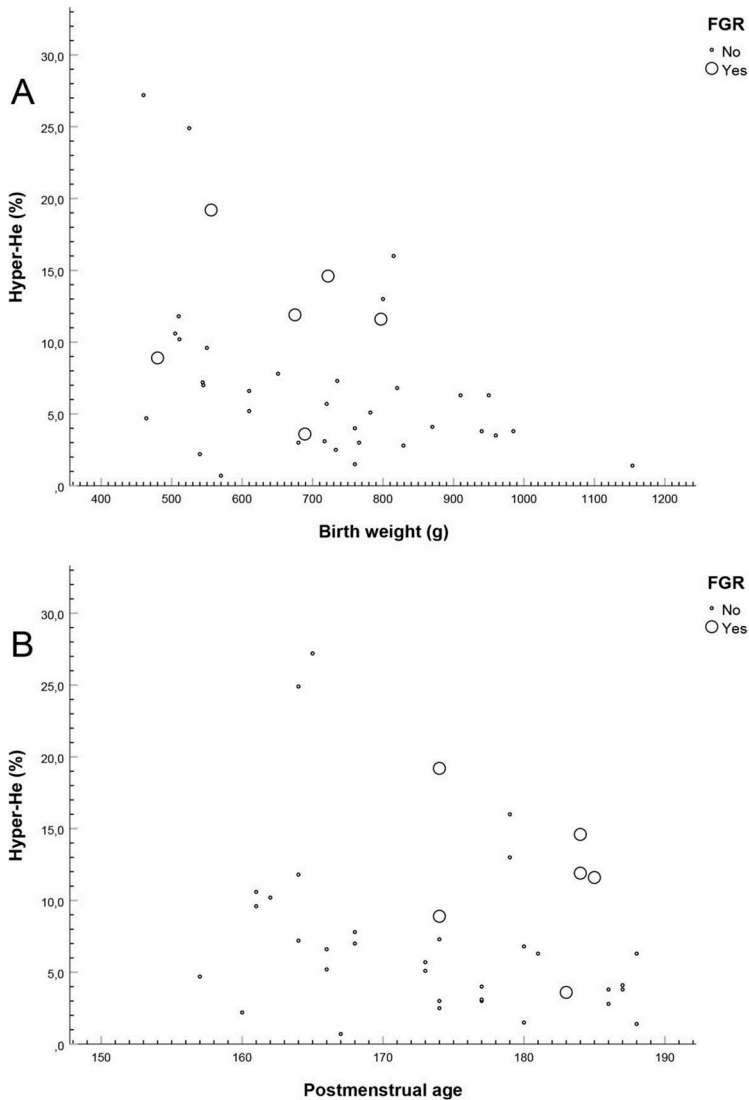 FGR
No
Yes
A
Hyper-He (%)
30,0
25,0
20,0
15,0
10,0
5,0
,0
400 500 600 700 800 900 1000 1100 1200
Birth weight (g)
FGR
No
Yes
B
Hyper-He (%)
30,0
25,0
20,0
15,0
10,0
5,0
,0
150 160 170 180 190
Postmenstrual age